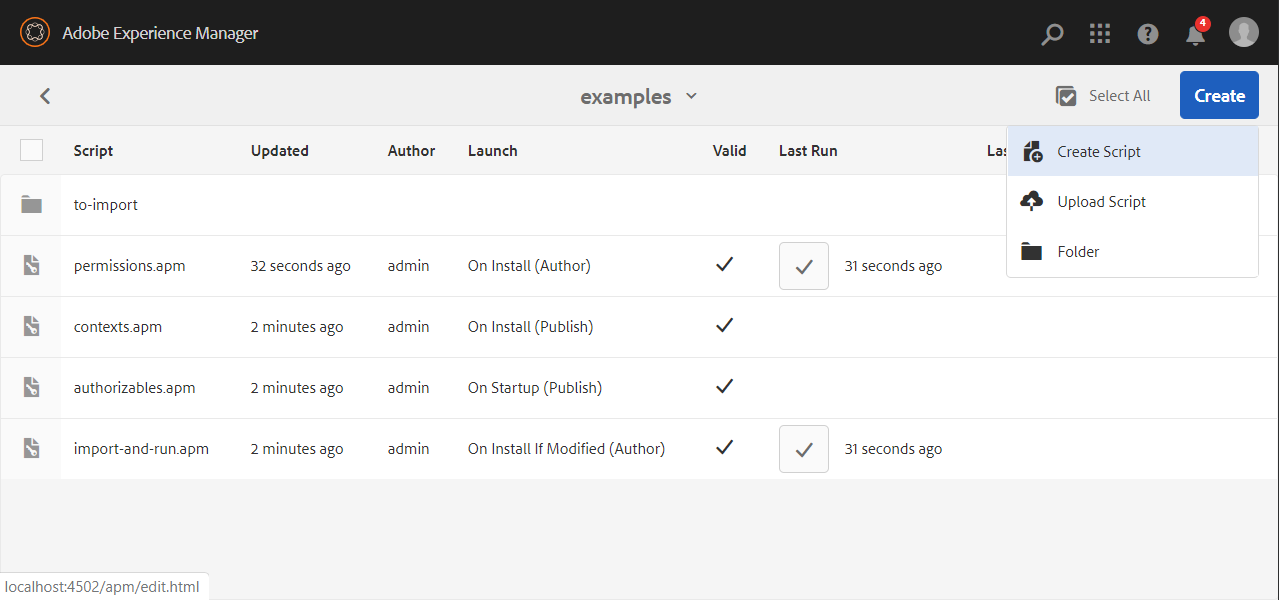 Adobe Experience Manager
4
examples
Select All
Create
Script Updated Author Launch Valid Last Run Las
Create Script
Upload Script
Folder
to-import
permissions.apm 32 seconds ago admin On Install (Author) 31 seconds ago
contexts.apm 2 minutes ago admin On Install (Publish)
authorizables.apm 2 minutes ago admin On Startup (Publish)
import-and-run.apm 2 minutes ago admin On Install If Modified (Author) 31 seconds ago
localhost:4502/apm/edit.html